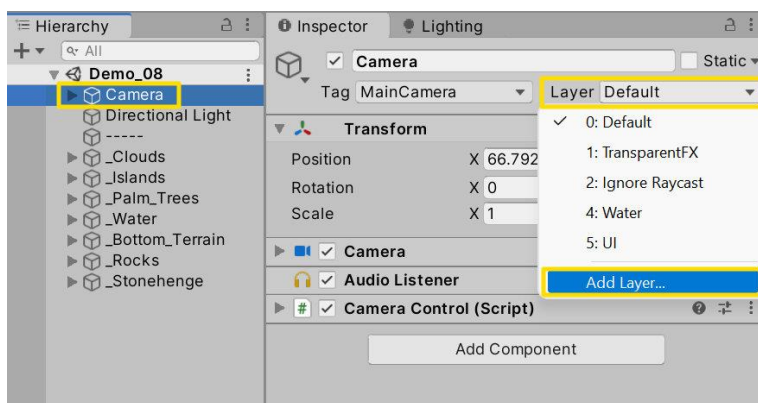 Hierarchy
All
Demo_08
Camera
Directional Light
-----
_Clouds
_Islands
_Palm_Trees
_Water
_Bottom_Terrain
_Rocks
_Stonehenge
Inspector Lighting
Camera Static
Tag MainCamera Layer Default
Transform
Position X 66.792
Rotation X 0
Scale X 1
Camera
Audio Listener
# Camera Control (Script)
Add Component
0: Default
1: TransparentFX
2: Ignore Raycast
4: Water
5: UI
Add Layer...